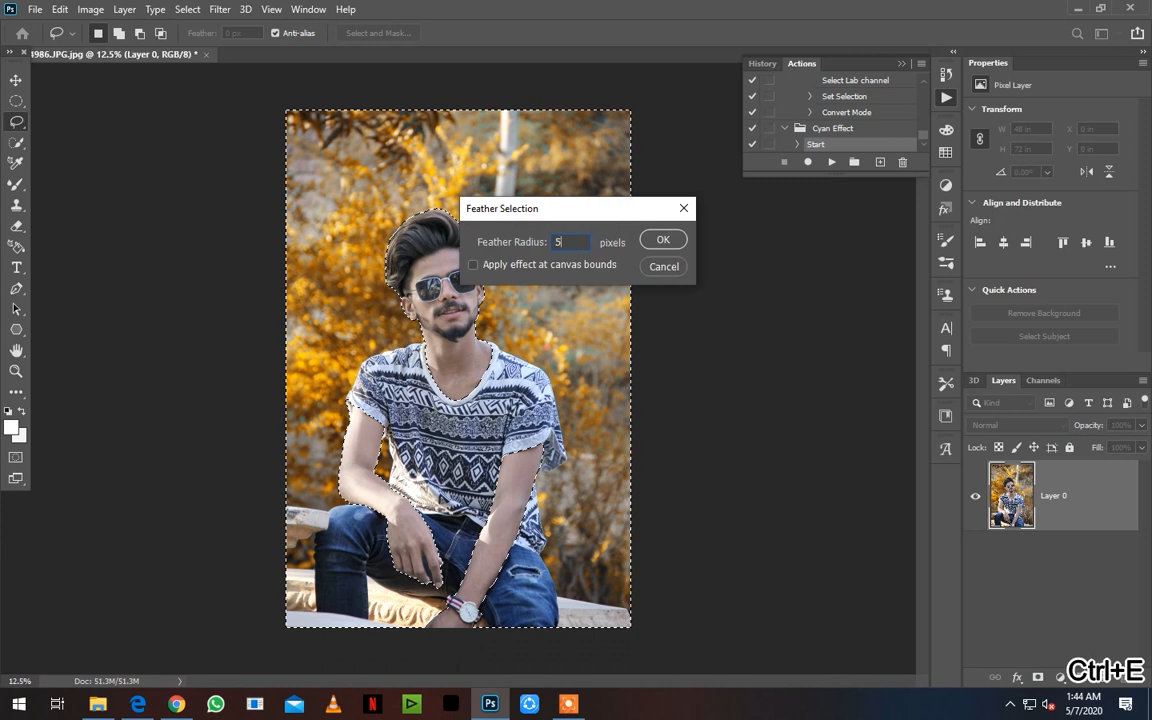 Ps File Edit Image Layer Type Select Filter 3D View Window Help
Feather: 0 px Anti-alias Select and Mask...
4986.JPG.jpg @ 12.5% (Layer 0, RGB/8) *
History Actions
Select Lab channel
Set Selection
Convert Mode
Cyan Effect
Start
Properties
Pixel Layer
Transform
W 48 in X 0 in
H 72 in Y 0 in
0.00°
Align and Distribute
Align:
Quick Actions
Remove Background
Select Subject
Feather Selection
Feather Radius: 5 pixels OK
Apply effect at canvas bounds Cancel
3D Layers Channels
Kind
Normal Opacity: 100%
Lock: Fill: 100%
Layer 0
Ctrl+E
12.5% Doc: 51.3M/51.3M
1:44 AM
5/7/2020